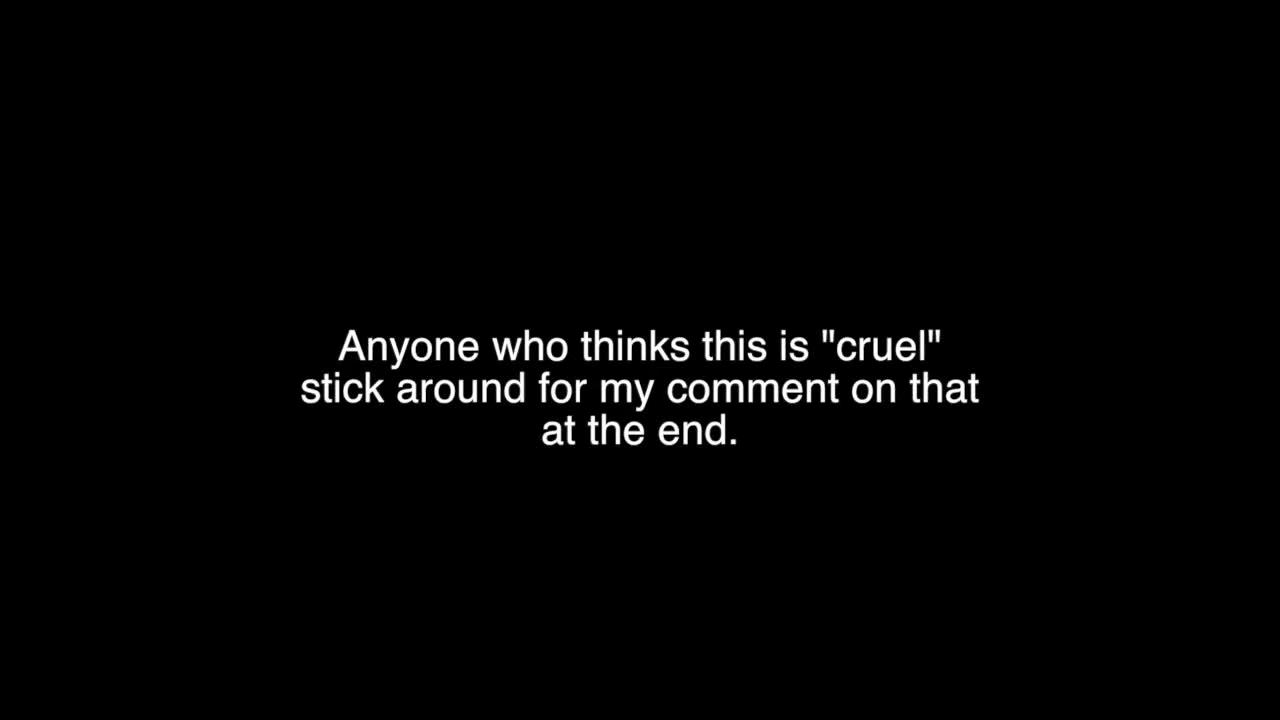 Anyone who thinks this is "cruel"
stick around for my comment on that
at the end.